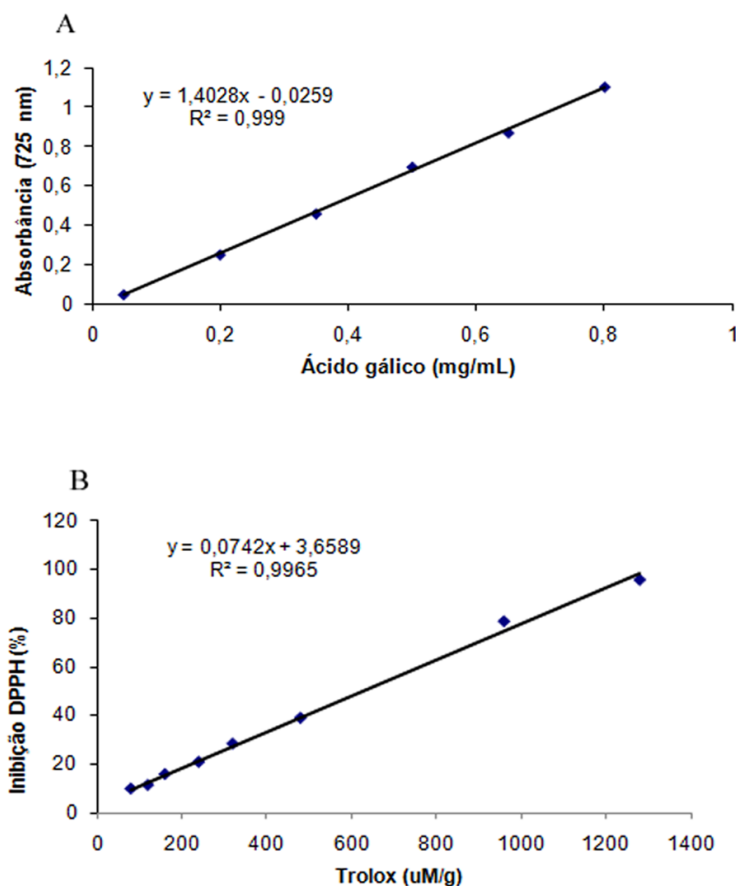 A
y = 1,4028x - 0,0259
R² = 0,999
Absorbância (725 nm)
1,2
1
0,8
0,6
0,4
0,2
0
0 0,2 0,4 0,6 0,8 1
Ácido gálico (mg/mL)
B
y = 0,0742x + 3,6589
R² = 0,9965
Inibição DPPH (%)
120
100
80
60
40
20
0
0 200 400 600 800 1000 1200 1400
Trolox (uM/g)